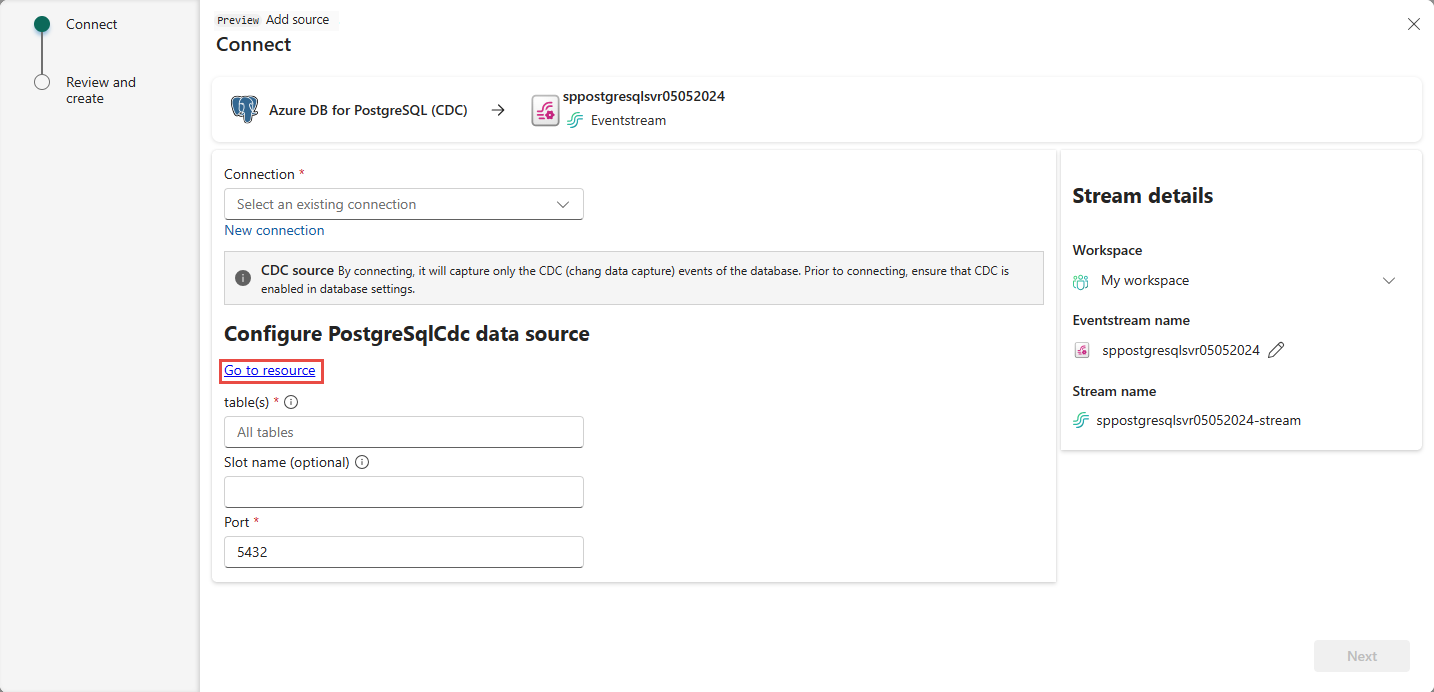 Connect
Review and
create
Preview Add source
Connect
Azure DB for PostgreSQL (CDC)
sppostgresqlsvr05052024
Eventstream
Connection *
Select an existing connection
New connection
CDC source By connecting, it will capture only the CDC (chang data capture) events of the database. Prior to connecting, ensure that CDC is
enabled in database settings.
Configure PostgreSqlCdc data source
Go to resource
table(s) *
All tables
Slot name (optional)
Port *
5432
Stream details
Workspace
My workspace
Eventstream name
sppostgresqlsvr05052024
Stream name
sppostgresqlsvr05052024-stream
Next